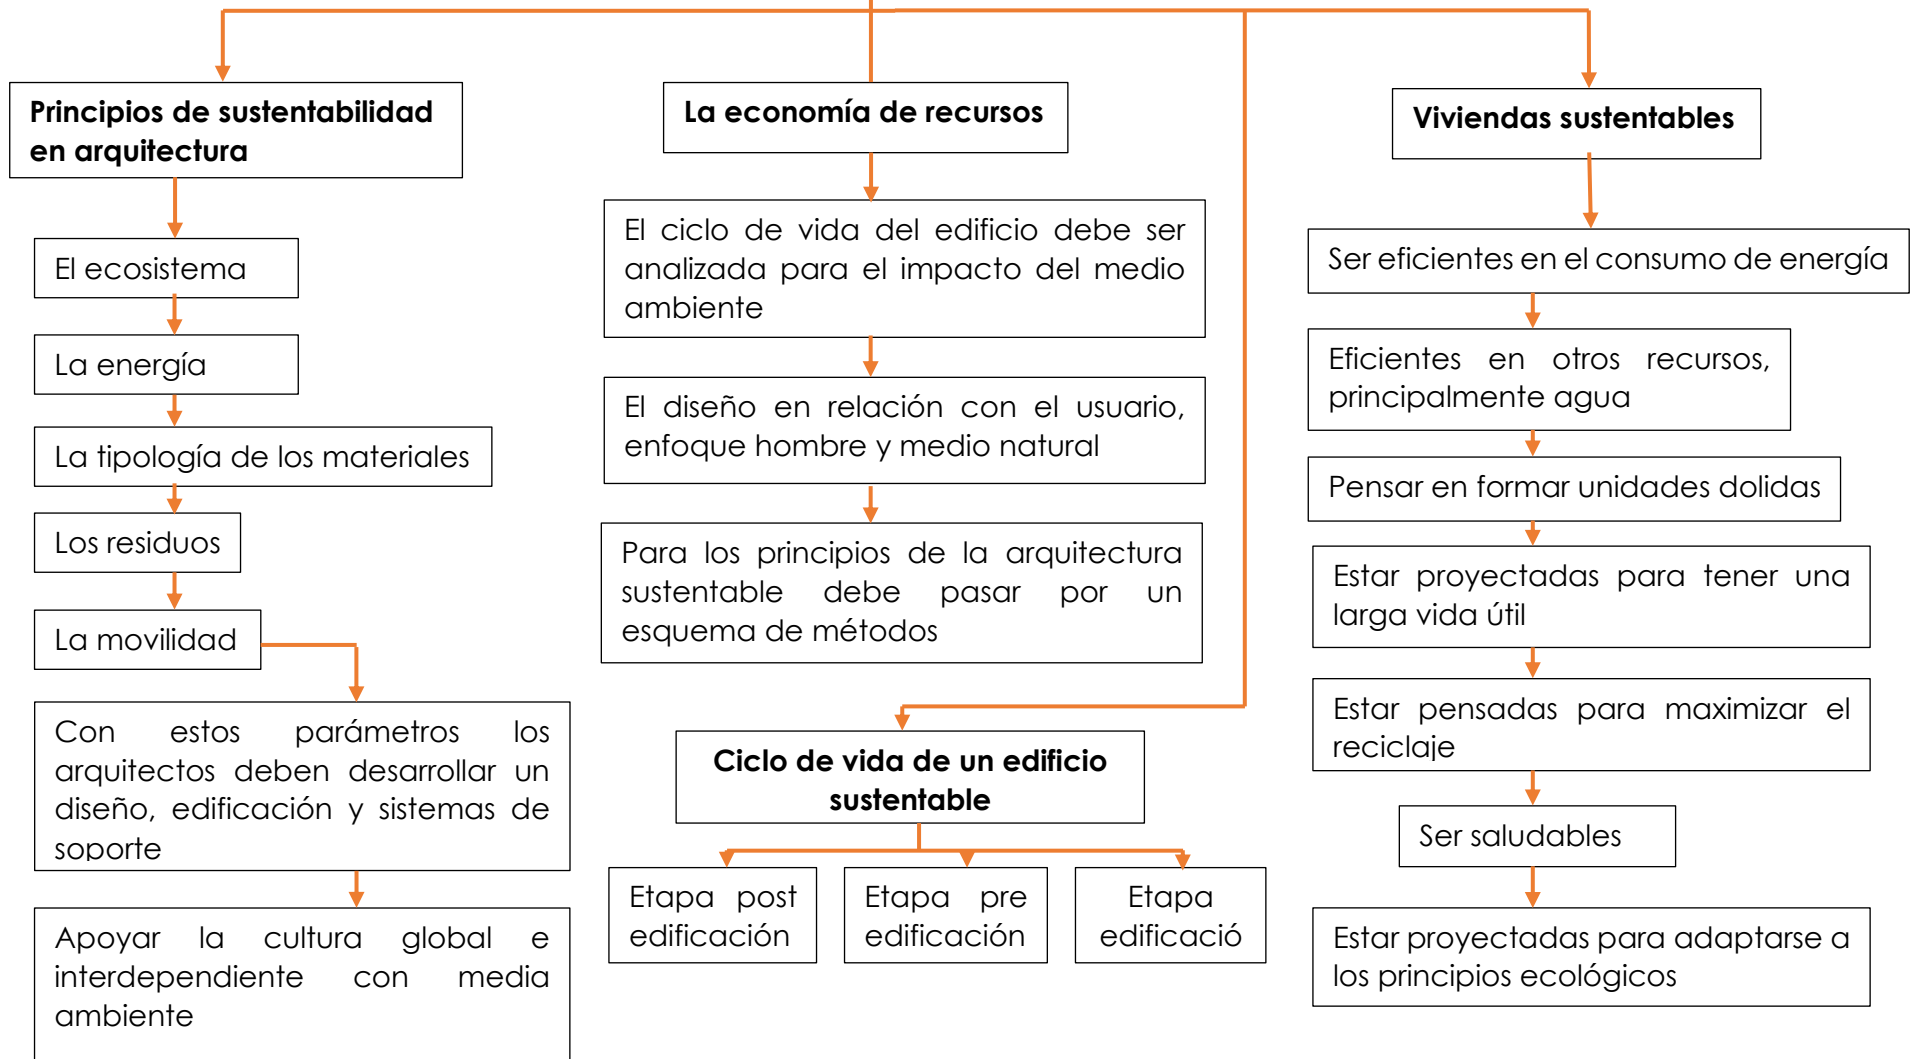 Principios de sustentabilidad
en arquitectura
El ecosistema
La energía
La tipología de los materiales
Los residuos
La movilidad
Con estos parámetros los
arquitectos deben desarrollar un
diseño, edificación y sistemas de
soporte
Apoyar la cultura global e
interdependiente con media
ambiente
La economía de recursos
El ciclo de vida del edificio debe ser
analizada para el impacto del medio
ambiente
El diseño en relación con el usuario,
enfoque hombre y medio natural
Para los principios de la arquitectura
sustentable debe pasar por un
esquema de métodos
Ciclo de vida de un edificio
sustentable
Etapa post
edificación
Etapa pre
edificación
Etapa
edificació
Viviendas sustentables
Ser eficientes en el consumo de energía
Eficientes en otros recursos,
principalmente agua
Pensar en formar unidades dolidas
Estar proyectadas para tener una
larga vida útil
Estar pensadas para maximizar el
reciclaje
Ser saludables
Estar proyectadas para adaptarse a
los principios ecológicos